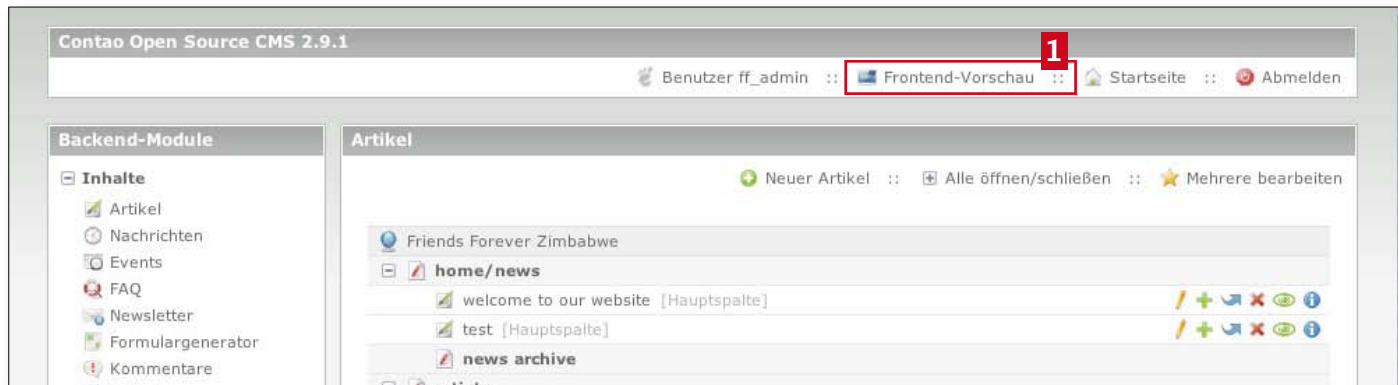 Contao Open Source CMS 2.9.1
1
Benutzer ff_admin :: Frontend-Vorschau :: Startseite :: Abmelden
Backend-Module
Inhalte
Artikel
Nachrichten
Events
FAQ
Newsletter
Formulargenerator
Kommentare
Artikel
Neuer Artikel :: Alle öffnen/schließen :: Mehrere bearbeiten
Friends Forever Zimbabwe
home/news
welcome to our website [Hauptspalte]
test [Hauptspalte]
news archive